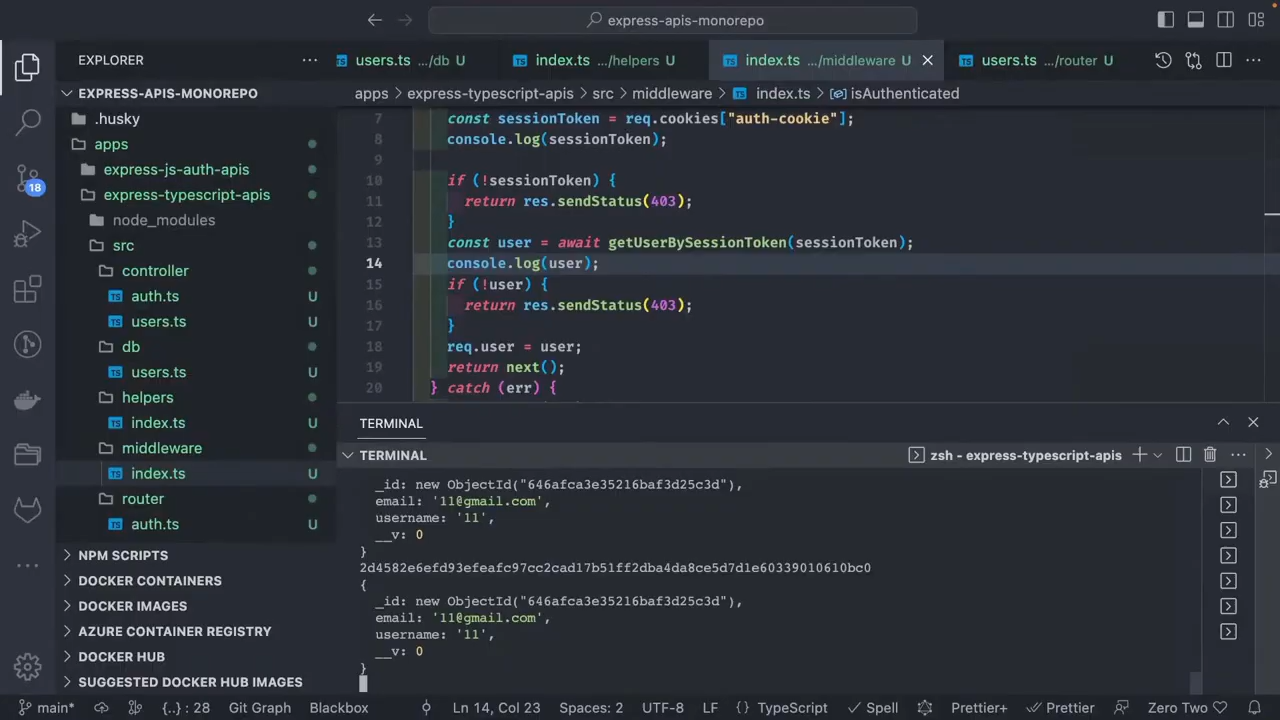 express-apis-monorepo
EXPLORER
users.ts .../db U
index.ts .../helpers U
index.ts .../middleware U
users.ts .../router U
EXPRESS-APIS-MONOREPO
apps > express-typescript-apis > src > middleware > index.ts > isAuthenticated
.husky
apps
express-js-auth-apis
express-typescript-apis
node_modules
src
controller
auth.ts U
users.ts U
db
users.ts U
helpers
index.ts U
middleware
index.ts U
router
auth.ts U
NPM SCRIPTS
DOCKER CONTAINERS
DOCKER IMAGES
AZURE CONTAINER REGISTRY
DOCKER HUB
SUGGESTED DOCKER HUB IMAGES
18
7 const sessionToken = req.cookies["auth-cookie"];
8 console.log(sessionToken);
9
10 if (!sessionToken) {
11 return res.sendStatus(403);
12 }
13 const user = await getUserBySessionToken(sessionToken);
14 console.log(user);
15 if (!user) {
16 return res.sendStatus(403);
17 }
18 req.user = user;
19 return next();
20 } catch (err) {
TERMINAL
TERMINAL
zsh - express-typescript-apis
_id: new ObjectId("646afca3e35216baf3d25c3d"),
email: '11@gmail.com',
username: '11',
__v: 0
}
2d4582e6efd93efeafc97cc2cad17b51ff2dba4da8ce5d7d1e60339010610bc0
{
_id: new ObjectId("646afca3e35216baf3d25c3d"),
email: '11@gmail.com',
username: '11',
__v: 0
}
main*
{..} : 28
Git Graph
Blackbox
Ln 14, Col 23
Spaces: 2
UTF-8
LF
{} TypeScript
Spell
Prettier+
Prettier
Zero Two